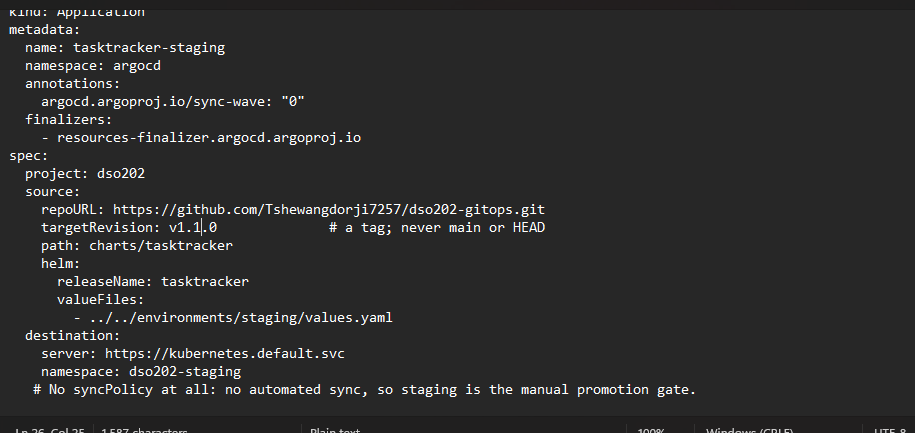 kind: Application
metadata:
  name: tasktracker-staging
  namespace: argocd
  annotations:
    argocd.argoproj.io/sync-wave: "0"
  finalizers:
    - resources-finalizer.argocd.argoproj.io
spec:
  project: dso202
  source:
    repoURL: https://github.com/Tshewangdorji7257/dso202-gitops.git
    targetRevision: v1.1.0              # a tag; never main or HEAD
    path: charts/tasktracker
    helm:
      releaseName: tasktracker
      valueFiles:
        - ../../environments/staging/values.yaml
  destination:
    server: https://kubernetes.default.svc
    namespace: dso202-staging
   # No syncPolicy at all: no automated sync, so staging is the manual promotion gate.
Ln 26, Col 25 1,587 characters Plain text 100% Windows (CRLF) UTF-8